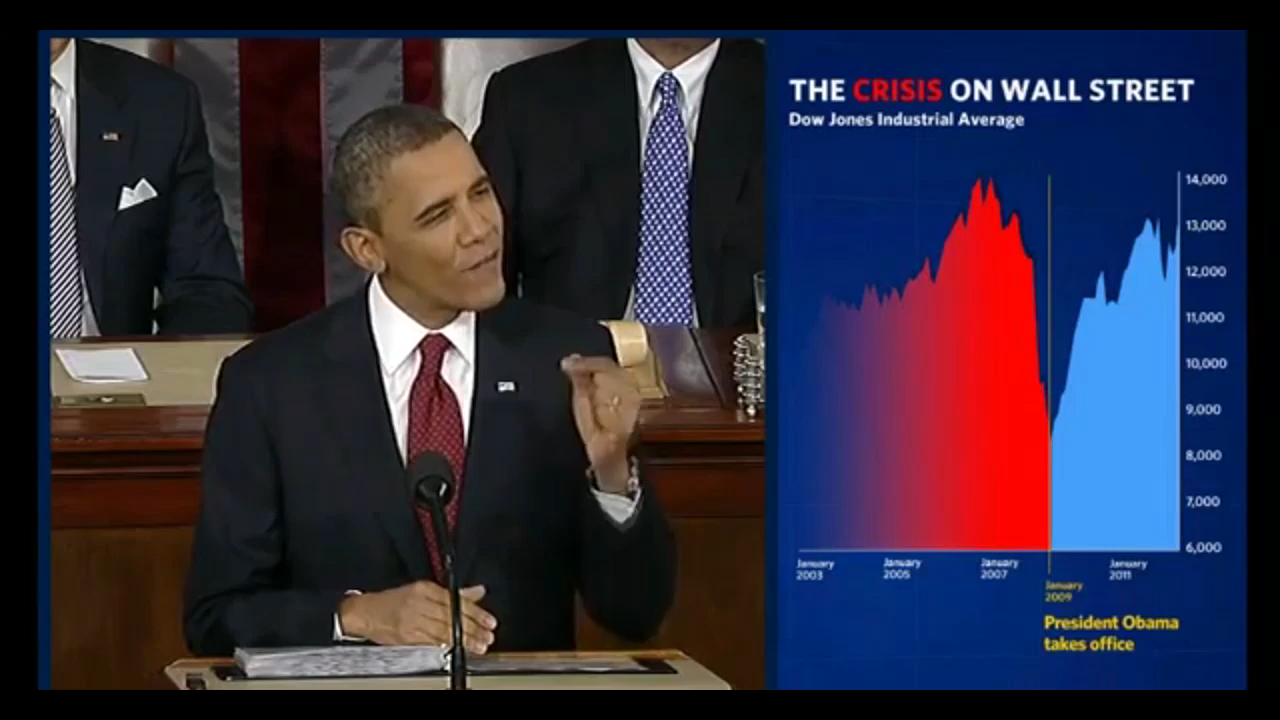 THE CRISIS ON WALL STREET
Dow Jones Industrial Average
14,000
13,000
12,000
11,000
10,000
9,000
8,000
7,000
6,000
January
2003
January
2005
January
2007
January
2009
January
2011
President Obama
takes office